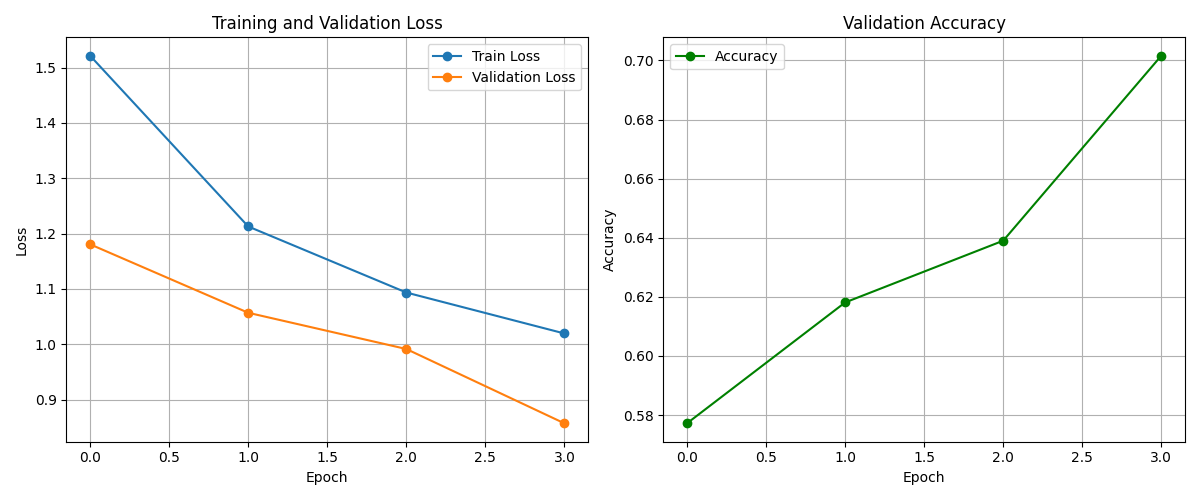 Training and Validation Loss
Train Loss
Validation Loss
Loss
1.5
1.4
1.3
1.2
1.1
1.0
0.9
0.0 0.5 1.0 1.5 2.0 2.5 3.0
Epoch
Validation Accuracy
Accuracy
Accuracy
0.70
0.68
0.66
0.64
0.62
0.60
0.58
0.0 0.5 1.0 1.5 2.0 2.5 3.0
Epoch